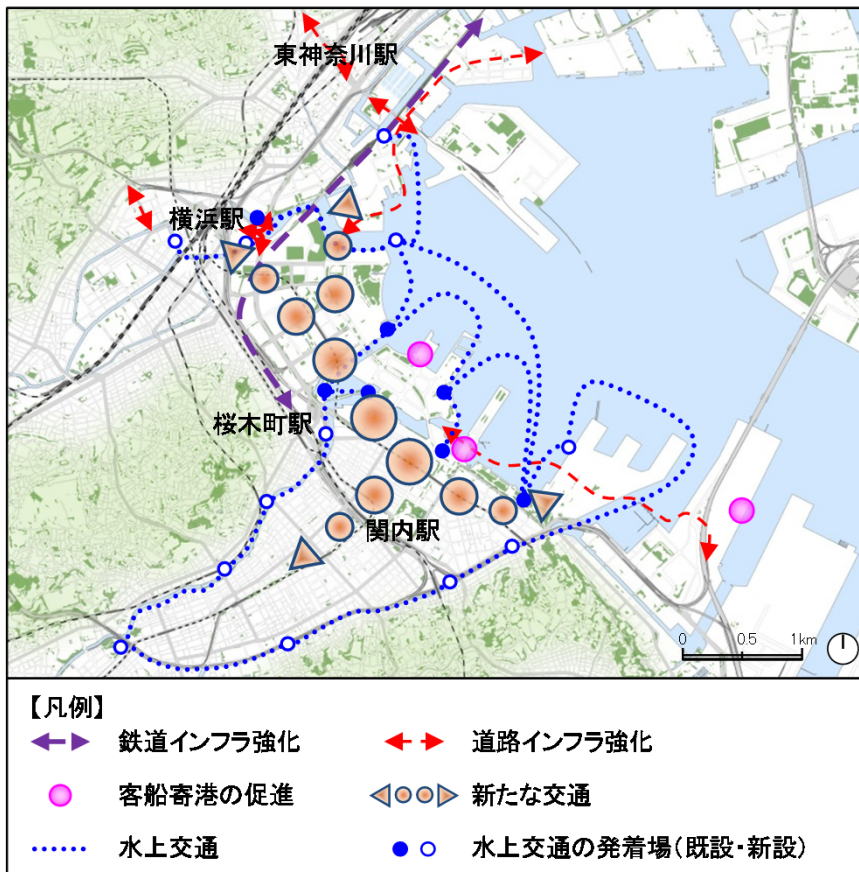 東神奈川駅
横浜駅
桜木町駅
関内駅
0 05 1km
【凡例】
鉄道インフラ強化
道路インフラ強化
客船寄港の促進
新たな交通
水上交通
水上交通の発着場(既設・新設)